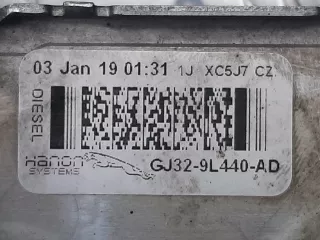 03 Jan 19 01:31 1J XC5J7 CZ
DIESEL
Hanon
SYSTEMS
GJ32-9L440-AD